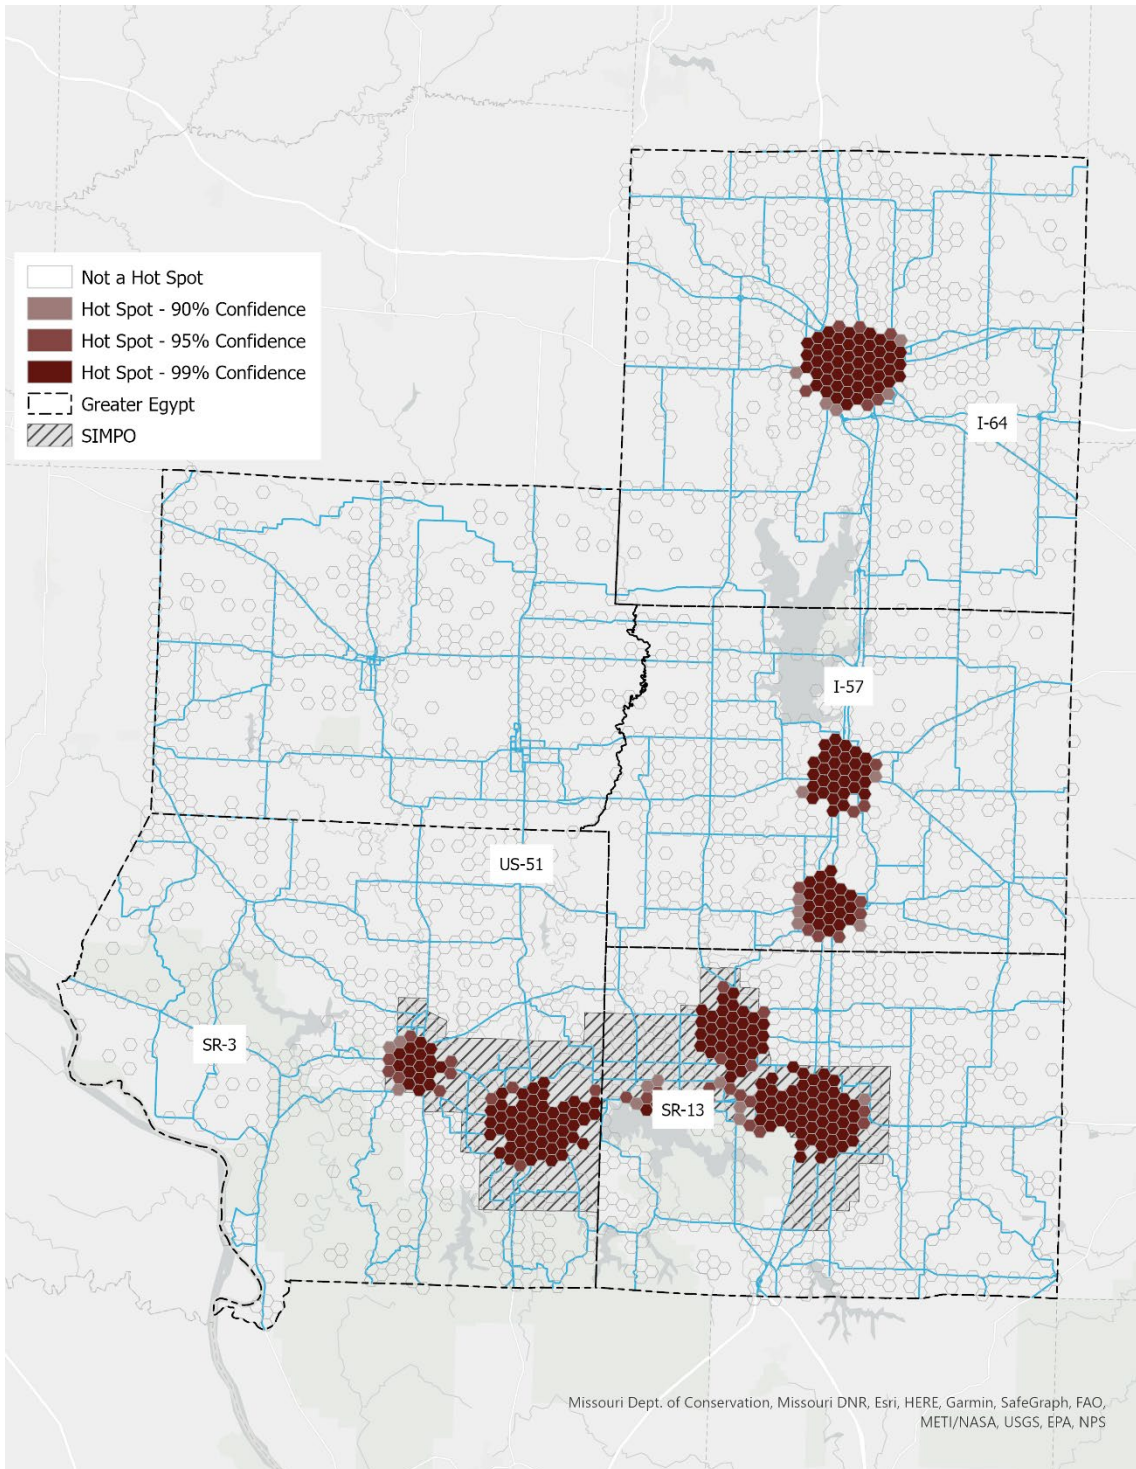 Not a Hot Spot
Hot Spot - 90% Confidence
Hot Spot - 95% Confidence
Hot Spot - 99% Confidence
Greater Egypt
SIMPO
I-64
I-57
US-51
SR-3
SR-13
Missouri Dept. of Conservation, Missouri DNR, Esri, HERE, Garmin, SafeGraph, FAO,
METI/NASA, USGS, EPA, NPS